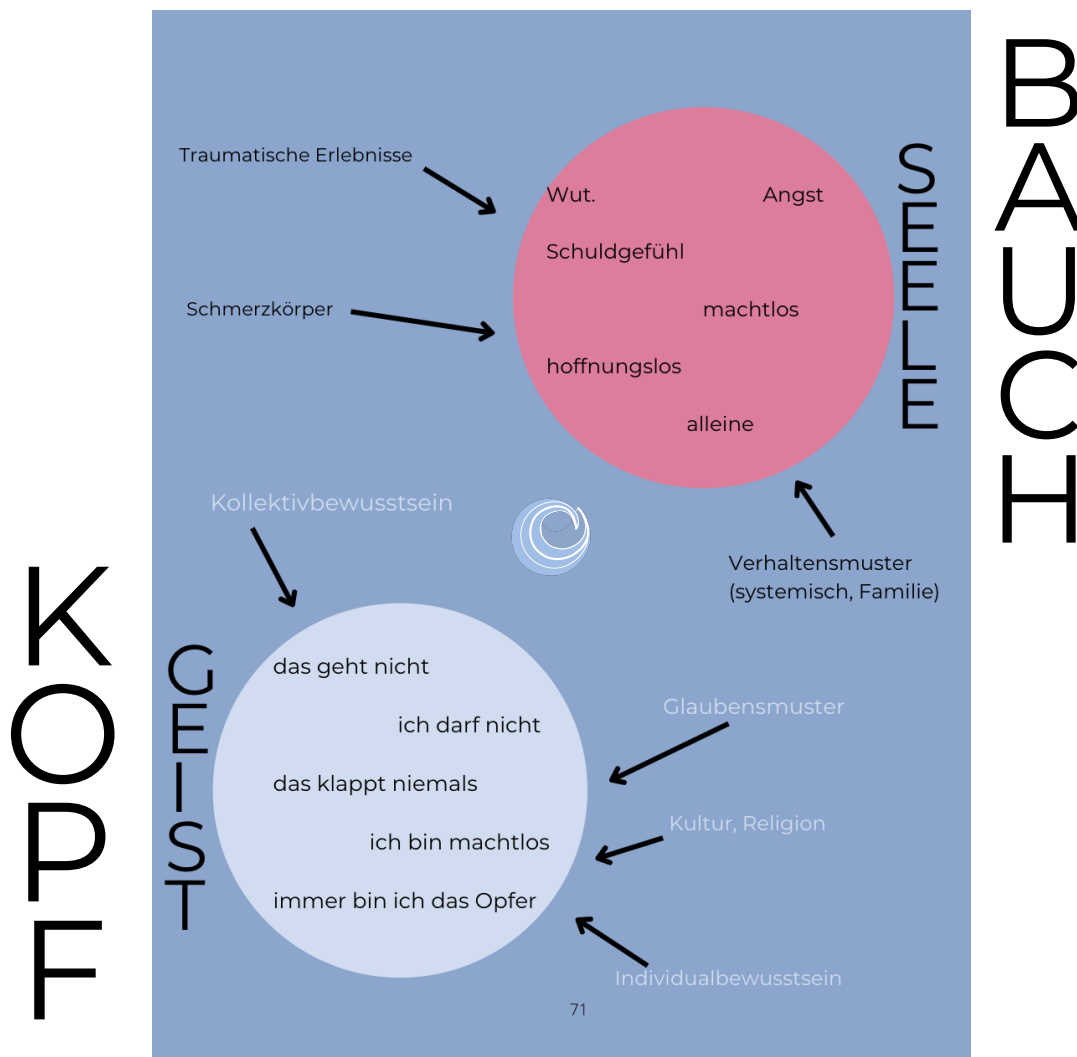 BAUCH
SEELE
Traumatische Erlebnisse
Wut.
Angst
Schuldgefühl
Schmerzkörper
machtlos
hoffnungslos
alleine
Kollektivbewusstsein
Verhaltensmuster
(systemisch, Familie)
KOPF
GEIST
das geht nicht
ich darf nicht
Glaubensmuster
das klappt niemals
Kultur, Religion
ich bin machtlos
immer bin ich das Opfer
Individualbewusstsein
71